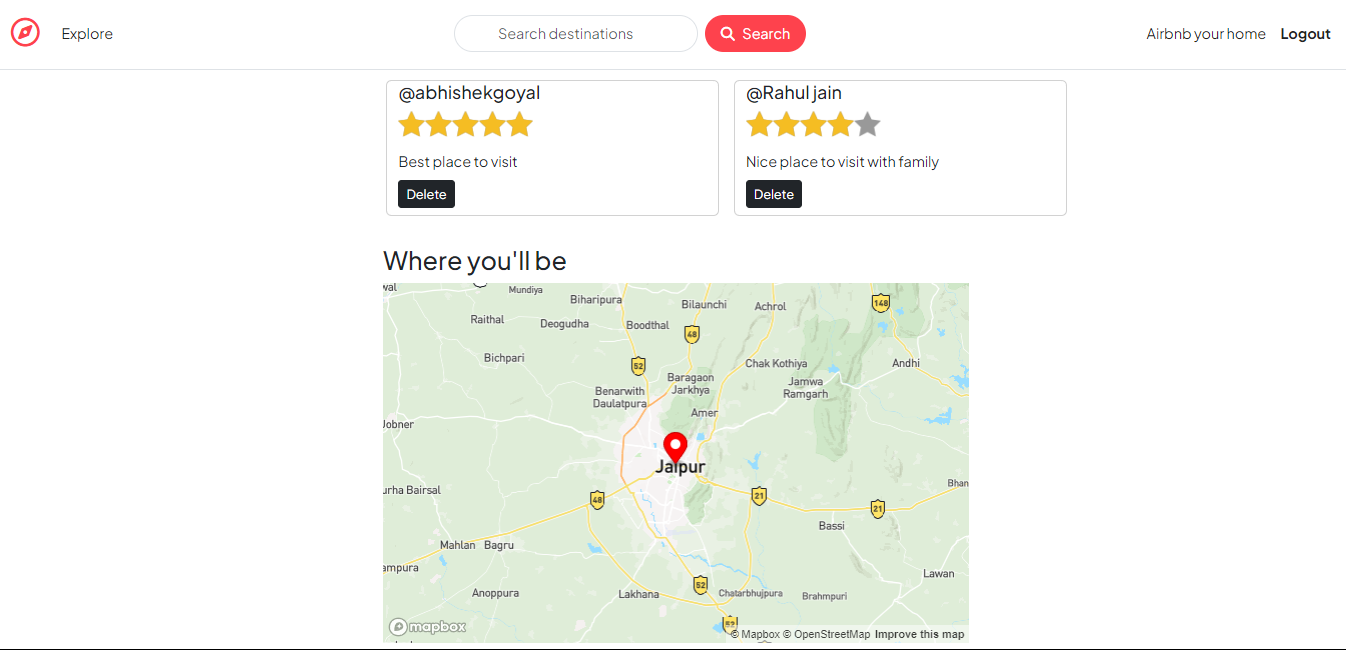 Explore
Search destinations
Search
Airbnb your home
Logout
@abhishekgoyal
Best place to visit
Delete
@Rahul jain
Nice place to visit with family
Delete
Where you'll be
wal
Mundiya
Biharipura
Bilaunchi
Achrol
148
Raithal
Deogudha
Boodthal
48
Bichpari
52
Chak Kothiya
Andhi
Baragaon
Jarkhya
Jamwa
Ramgarh
Benarwith
Daulatpura
Amer
Jobner
Jaipur
urha Bairsal
48
21
Bhan
21
Bassi
Mahlan
Bagru
ampura
Lawan
52
Anoppura
Lakhana
Chatarbhujpura
Brahmpuri
52
mapbox
© Mapbox © OpenStreetMap Improve this map